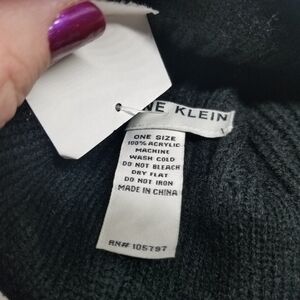 NE KLEIN
ONE SIZE
100% ACRYLIC
MACHINE
WASH COLD
DO NOT BLEACH
DRY FLAT
DO NOT IRON
MADE IN CHINA
RN# 105797